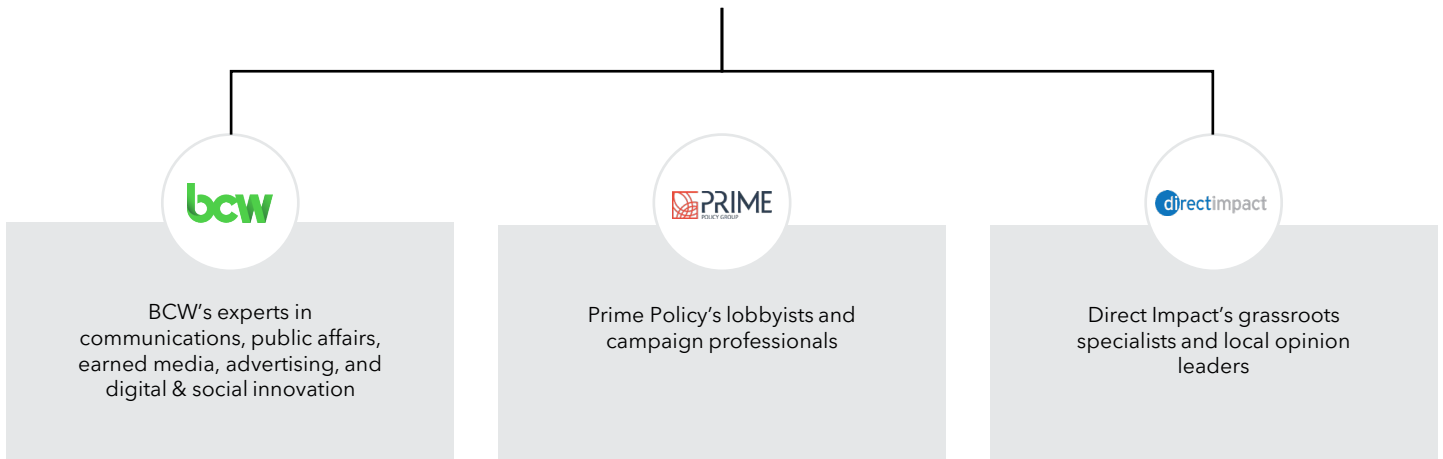 bcw
PRIME
POLICY GROUP
directimpact
BCW’s experts in
communications, public affairs,
earned media, advertising, and
digital & social innovation
Prime Policy’s lobbyists and
campaign professionals
Direct Impact’s grassroots
specialists and local opinion
leaders